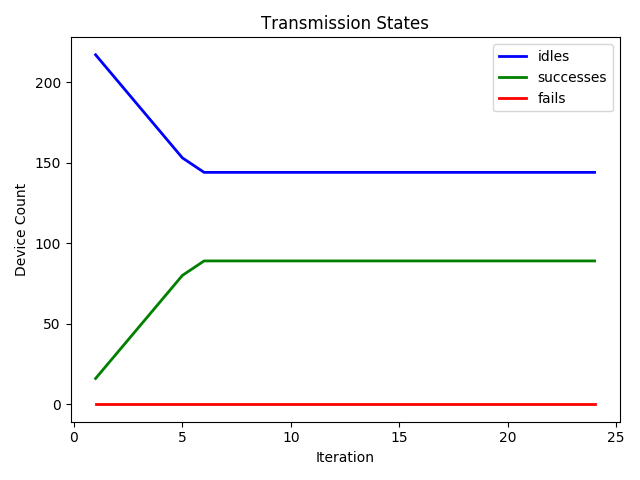 Transmission States
idles
successes
fails
200
150
100
50
0
Device Count
0 5 10 15 20 25
Iteration